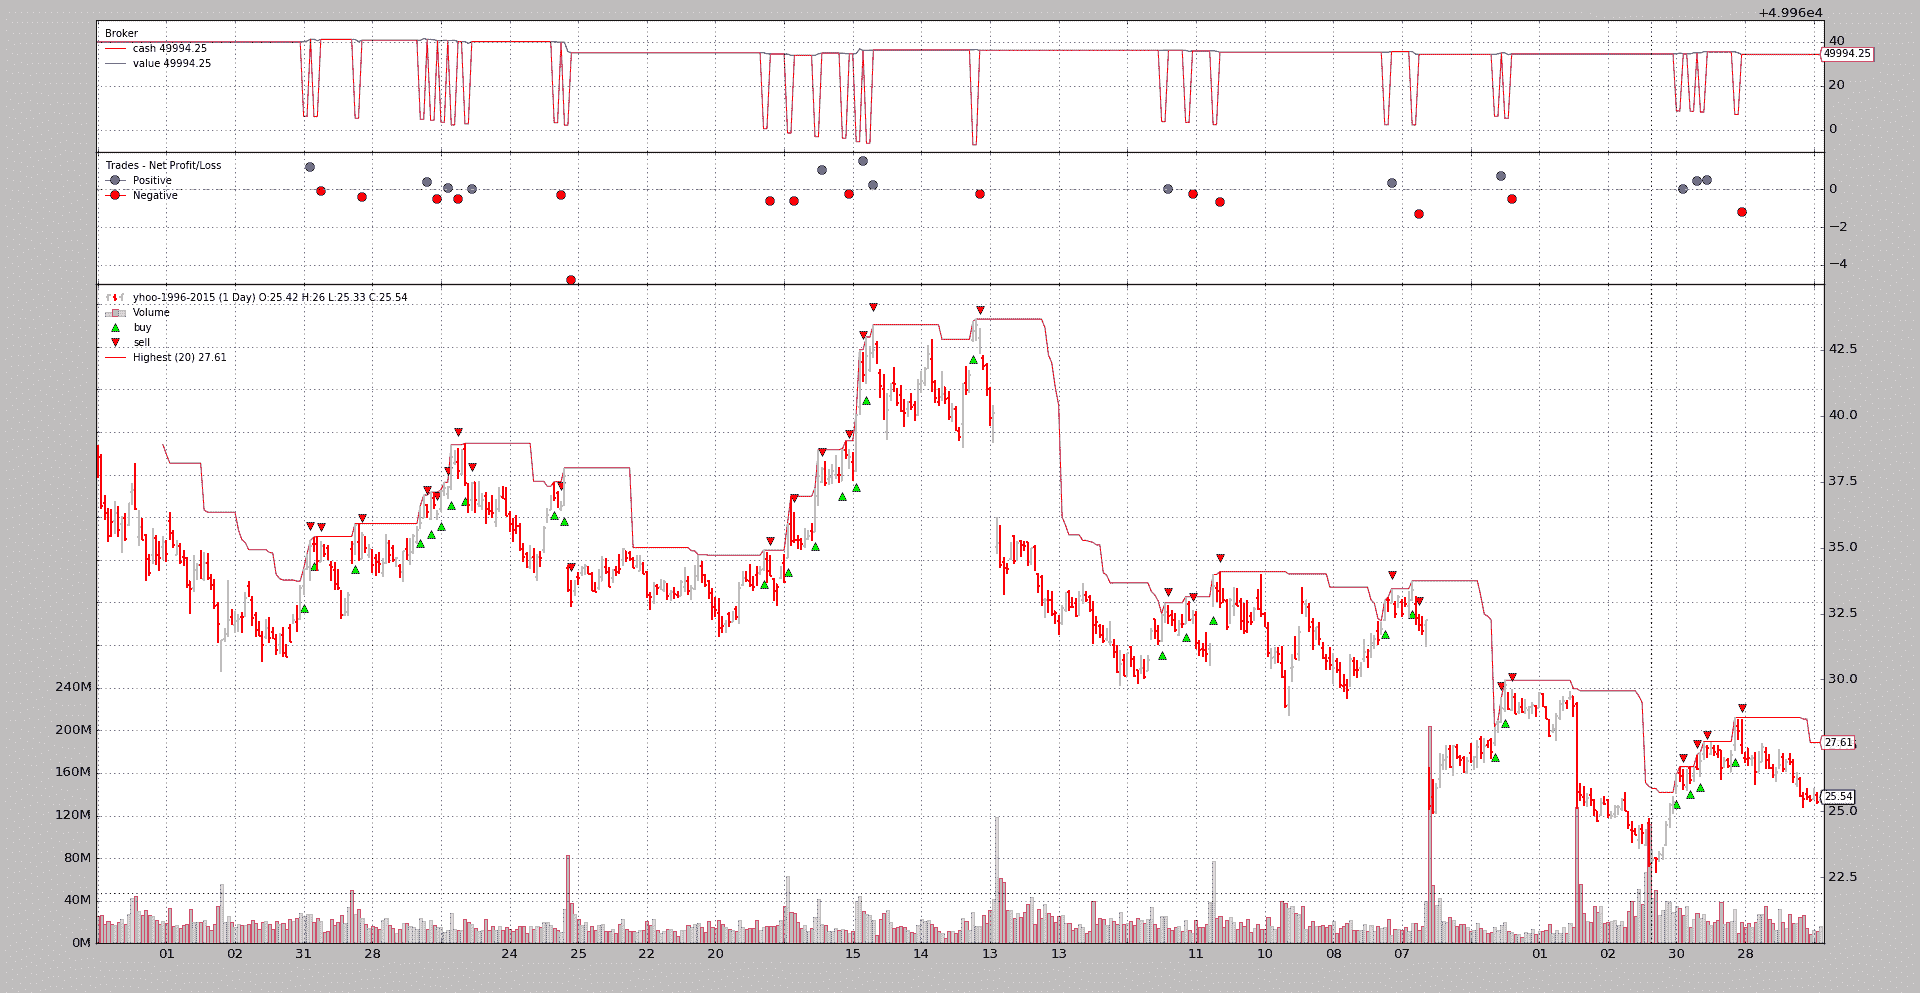 +4.996e4
Broker
cash 49994.25
value 49994.25
40
49994.25
20
0
Trades - Net Profit/Loss
Positive
Negative
0
−2
−4
yhoo-1996-2015 (1 Day) O:25.42 H:26 L:25.33 C:25.54
Volume
buy
sell
Highest (20) 27.61
42.5
40.0
37.5
35.0
32.5
30.0
27.61
25.54
25.0
22.5
240M
200M
160M
120M
80M
40M
0M
01 02 31 28 24 25 22 20 15 14 13 13 11 10 08 07 01 02 30 28